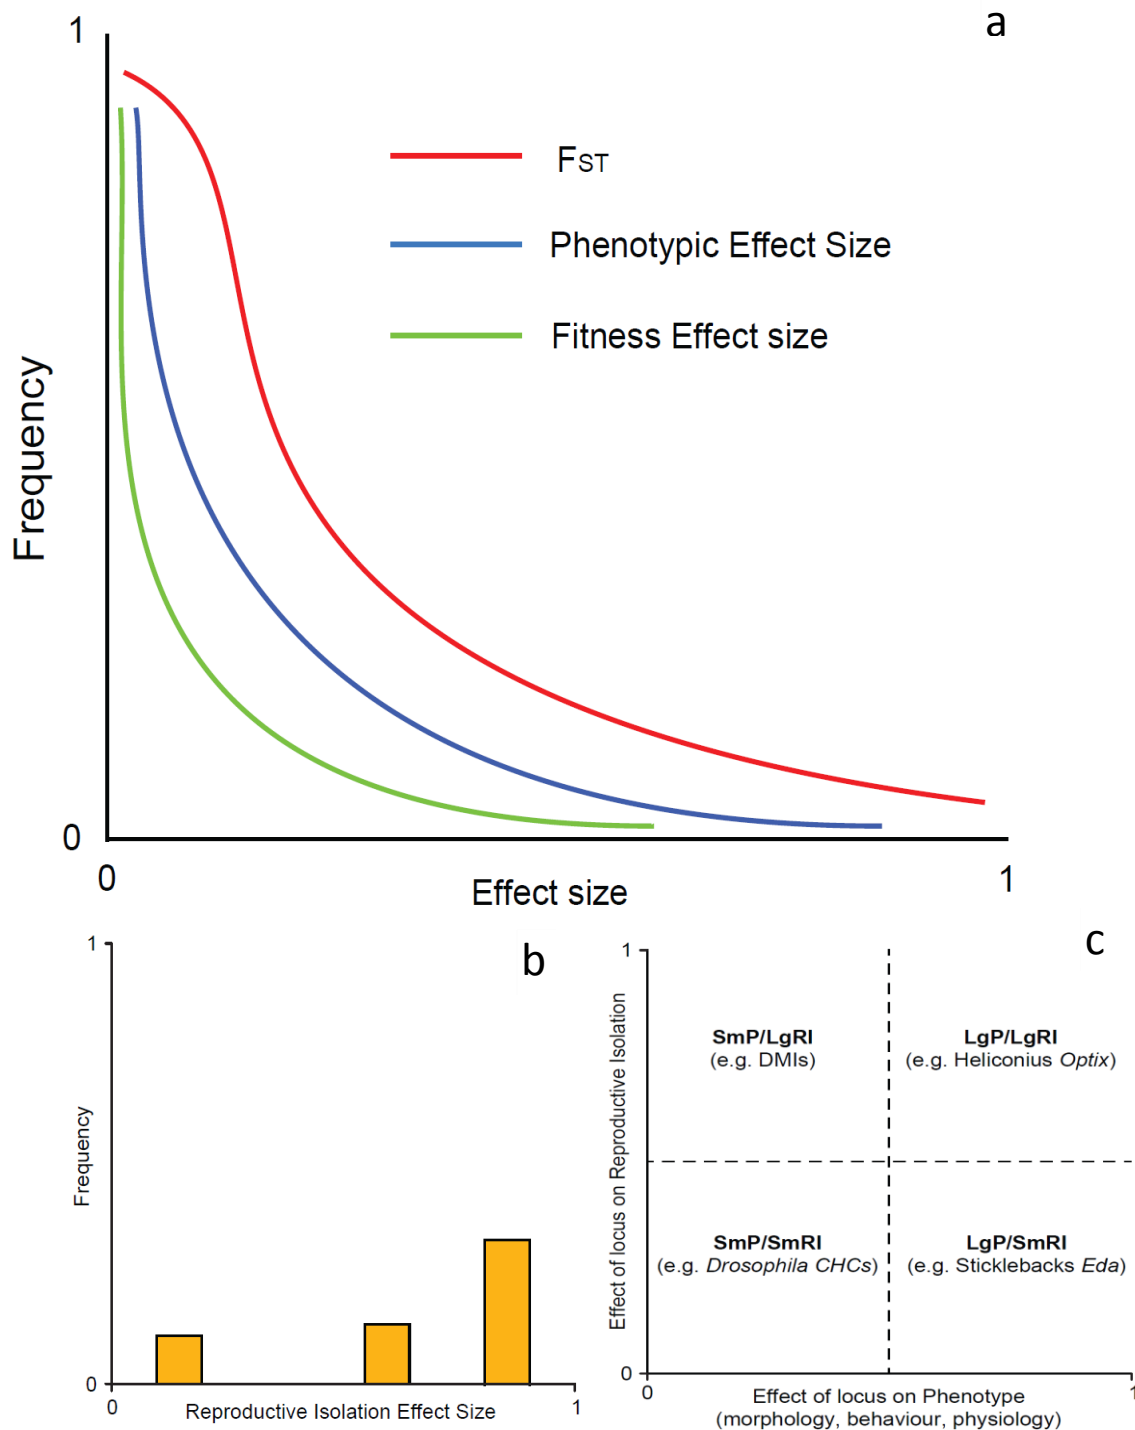 a
1
FST
Phenotypic Effect Size
Fitness Effect size
Frequency
0
0
Effect size
1
b
1
Frequency
0
0
Reproductive Isolation Effect Size
1
c
1
Effect of locus on Reproductive Isolation
SmP/LgRI
(e.g. DMIs)
LgP/LgRI
(e.g. Heliconius Optix)
SmP/SmRI
(e.g. Drosophila CHCs)
LgP/SmRI
(e.g. Sticklebacks Eda)
0
0
1
Effect of locus on Phenotype
(morphology, behaviour, physiology)